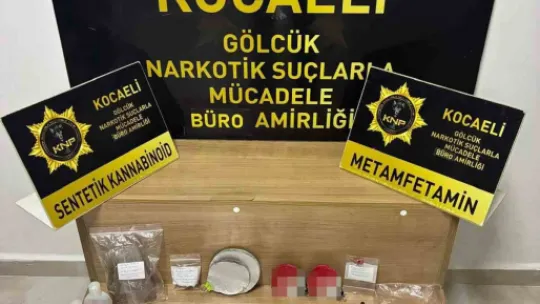 KOCAELİ
GÖLCÜK
NARKOTİK SUÇLARLA
MÜCADELE
BÜRO AMİRLİĞİ
KOCAELİ
GÖLCÜK
NARKOTİK SUÇLARLA
MÜCADELE
BÜRO AMİRLİĞİ
KNP
SENTETİK KANNABİNOİD
KOCAELİ
GÖLCÜK
NARKOTİK SUÇLARLA
MÜCADELE
BÜRO AMİRLİĞİ
KNP
METAMFETAMİN